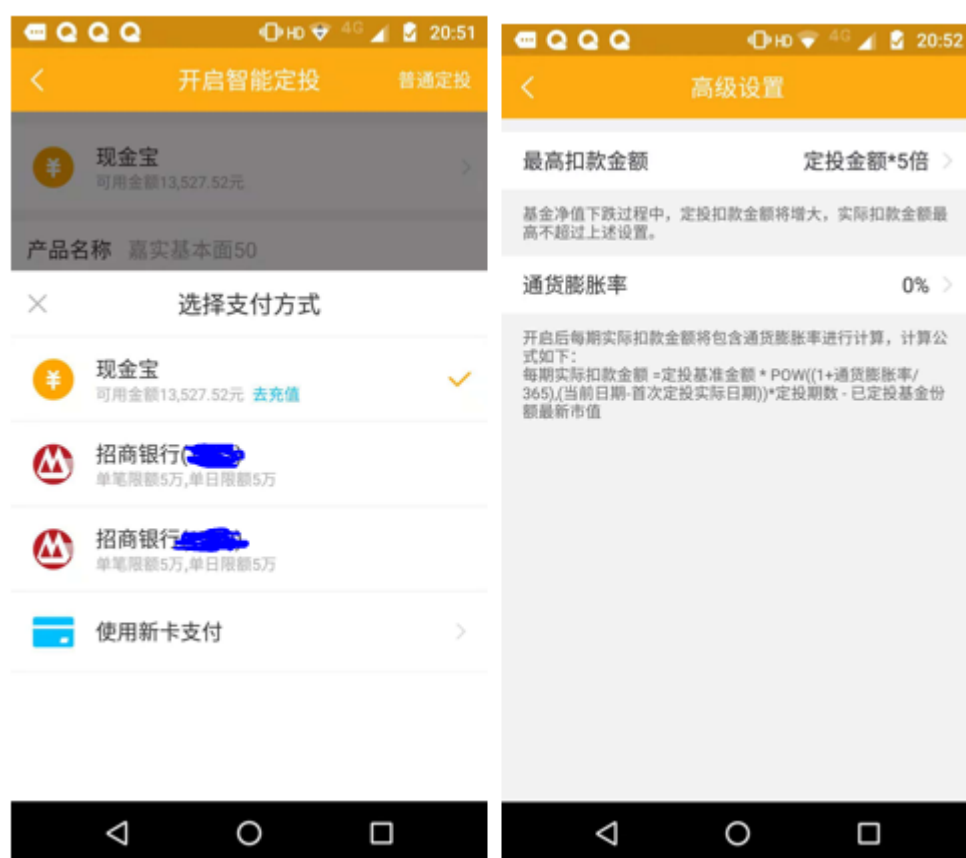 HD 4G 20:51
开启智能定投 普通定投
现金宝
可用金额13,527.52元
产品名称 嘉实基本面50
选择支付方式
现金宝
可用金额13,527.52元 去充值
招商银行(
单笔限额5万,单日限额5万
招商银行
单笔限额5万,单日限额5万
使用新卡支付
HD 4G 20:52
高级设置
最高扣款金额 定投金额*5倍
基金净值下跌过程中，定投扣款金额将增大，实际扣款金额最
高不超过上述设置。
通货膨胀率 0%
开启后每期实际扣款金额将包含通货膨胀率进行计算，计算公
式如下：
每期实际扣款金额 =定投基准金额 * POW((1+通货膨胀率/
365),(当前日期-首次定投实际日期))*定投期数 - 已定投基金份
额最新市值